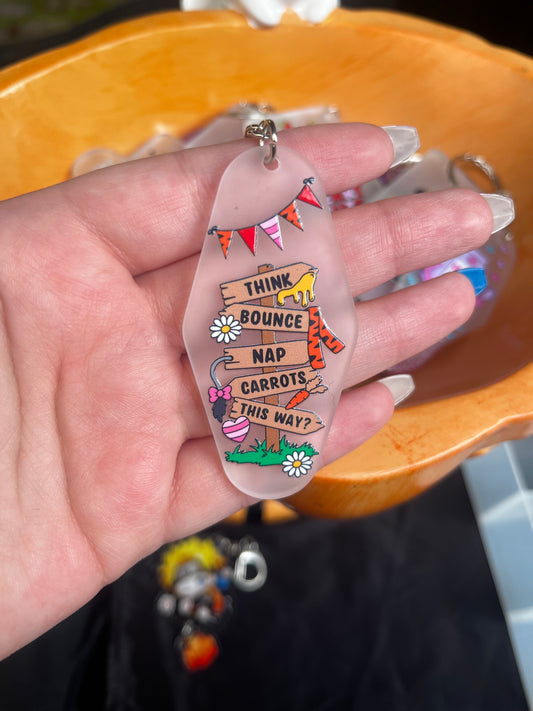 THINK
BOUNCE
NAP
CARROTS
THIS WAY?
D